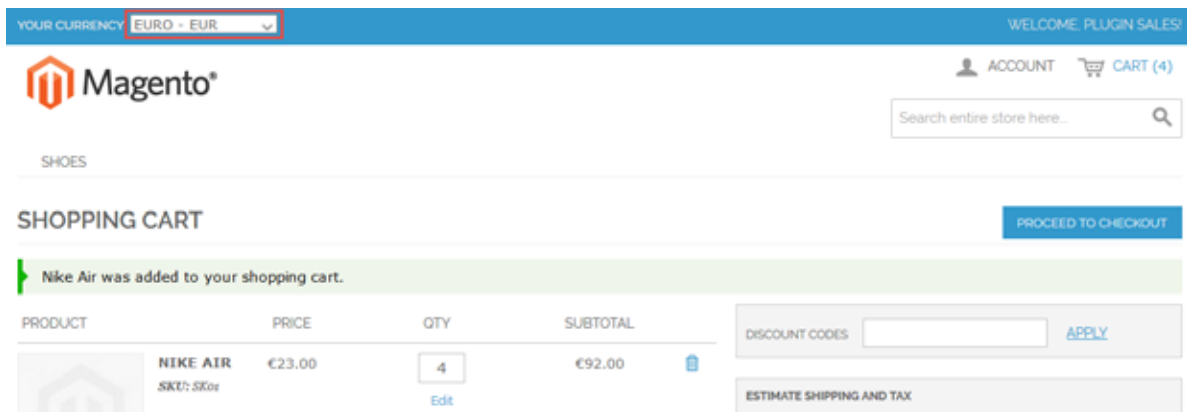 YOUR CURRENCY EURO - EUR
WELCOME, PLUGIN SALES!
Magento®
ACCOUNT CART (4)
Search entire store here...
SHOES
SHOPPING CART
PROCEED TO CHECKOUT
Nike Air was added to your shopping cart.
PRODUCT PRICE QTY SUBTOTAL
NIKE AIR €23.00 4 €92.00
SKU: SK01
Edit
DISCOUNT CODES APPLY
ESTIMATE SHIPPING AND TAX